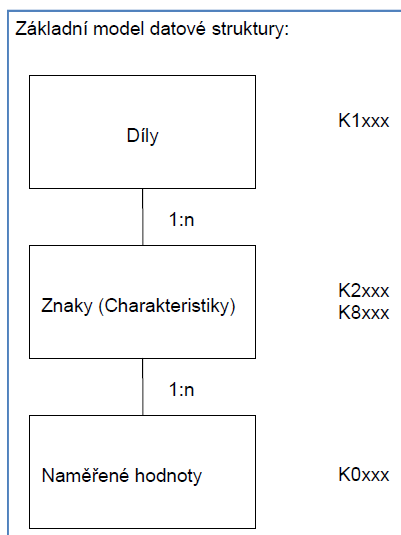 Základní model datové struktury:
Díly
K1xxx
1:n
Znaky (Charakteristiky)
K2xxx
K8xxx
1:n
Naměřené hodnoty
K0xxx